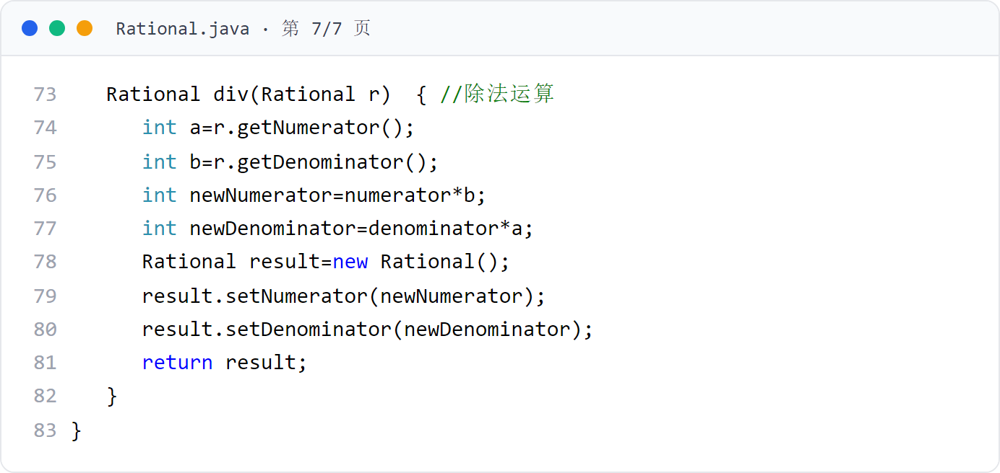 Rational.java · 第 7/7 页
73 Rational div(Rational r)  { //除法运算
74 int a=r.getNumerator();
75 int b=r.getDenominator();
76 int newNumerator=numerator*b;
77 int newDenominator=denominator*a;
78 Rational result=new Rational();
79 result.setNumerator(newNumerator);
80 result.setDenominator(newDenominator);
81 return result;
82 }
83 }